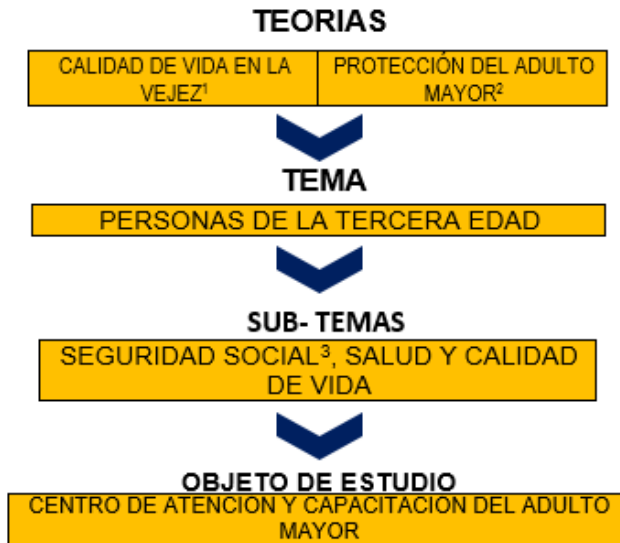 TEORIAS
CALIDAD DE VIDA EN LA
VEJEZ¹
PROTECCIÓN DEL ADULTO
MAYOR²
TEMA
PERSONAS DE LA TERCERA EDAD
SUB- TEMAS
SEGURIDAD SOCIAL³, SALUD Y CALIDAD
DE VIDA
OBJETO DE ESTUDIO
CENTRO DE ATENCION Y CAPACITACIÓN DEL ADULTO
MAYOR